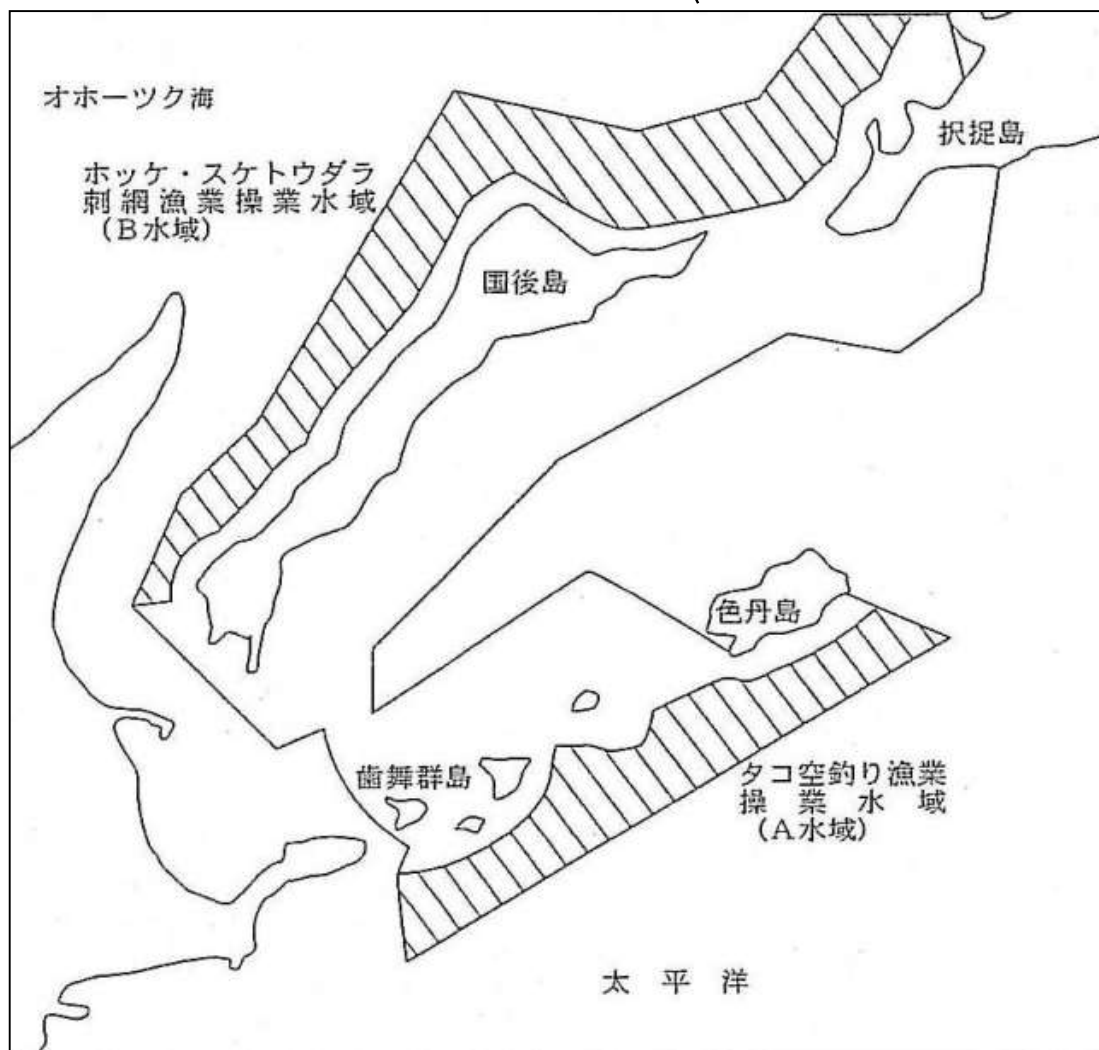 オホーツク海
ホッケ・スケトウダラ
刺網漁業操業水域
(B水域)
択捉島
国後島
色丹島
歯舞群島
タコ空釣り漁業
操業水域
(A水域)
太平洋